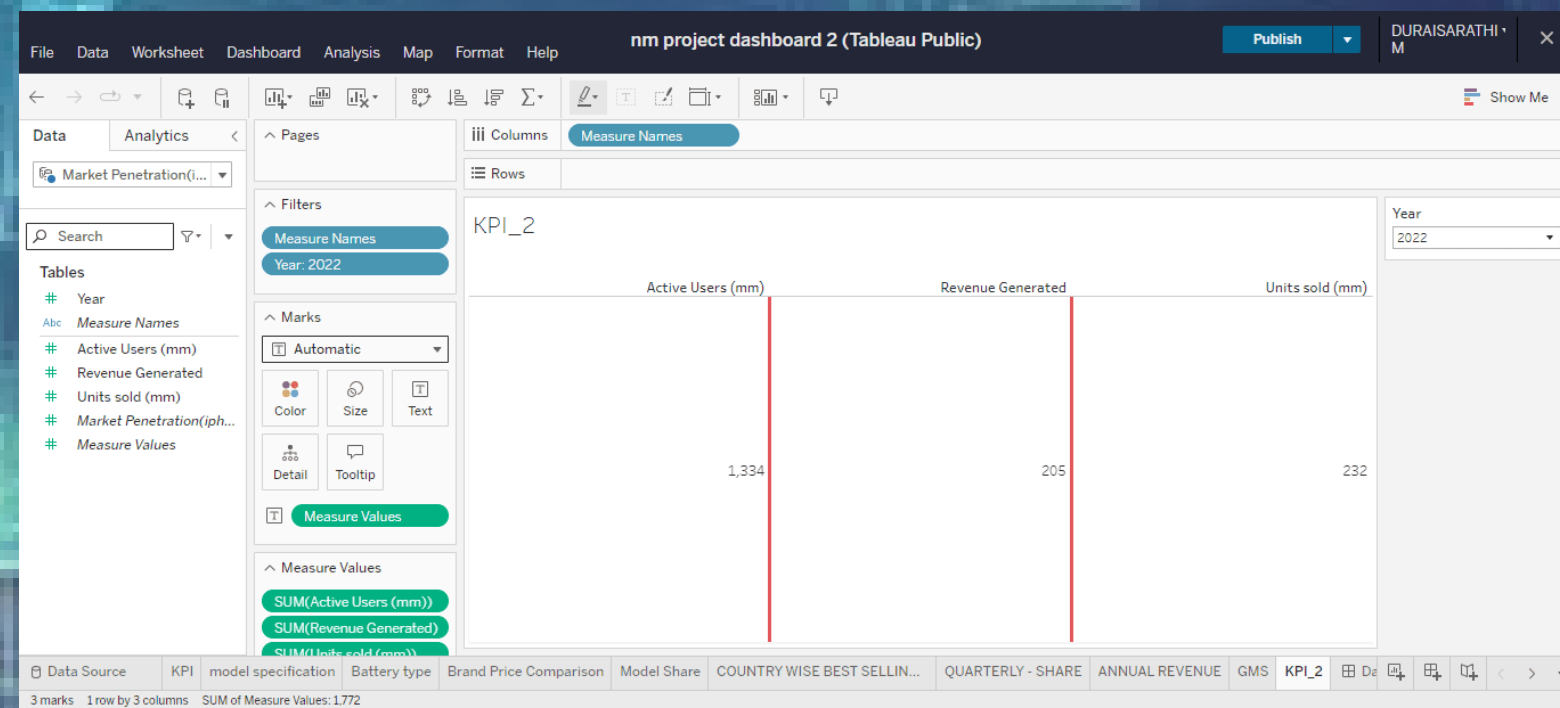 nm project dashboard 2 (Tableau Public)
Publish
DURAISARATHI
M
File Data Worksheet Dashboard Analysis Map Format Help
Show Me
Data Analytics
Market Penetration(i...
Search
Tables
Year
Abc Measure Names
Active Users (mm)
Revenue Generated
Units sold (mm)
Market Penetration(iph...
Measure Values
Pages
Filters
Measure Names
Year: 2022
Marks
Automatic
Color Size Text
Detail Tooltip
Measure Values
Measure Values
SUM(Active Users (mm))
SUM(Revenue Generated)
SUM(Units sold (mm))
Columns Measure Names
Rows
KPI_2
Active Users (mm) Revenue Generated Units sold (mm)
1,334 205 232
Year
2022
Data Source KPI model specification Battery type Brand Price Comparison Model Share COUNTRY WISE BEST SELLIN... QUARTERLY - SHARE ANNUAL REVENUE GMS KPI_2 Da
3 marks 1 row by 3 columns SUM of Measure Values: 1,772